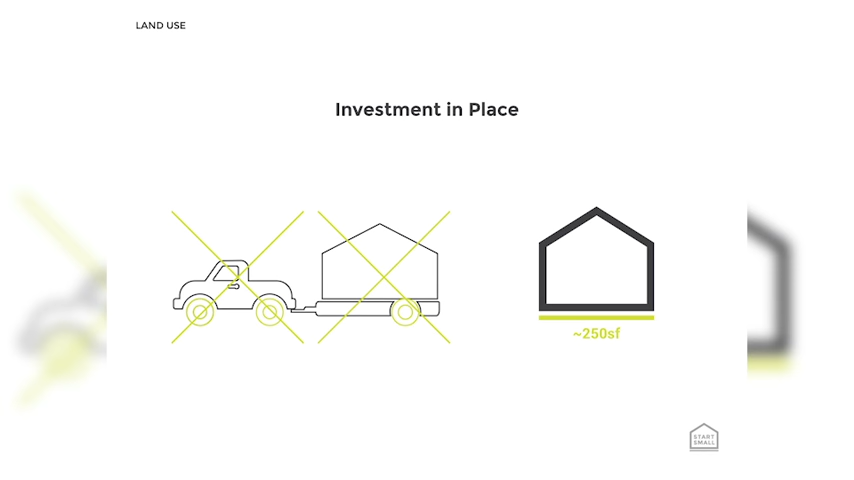 LAND USE
Investment in Place
~250sf
START
SMALL